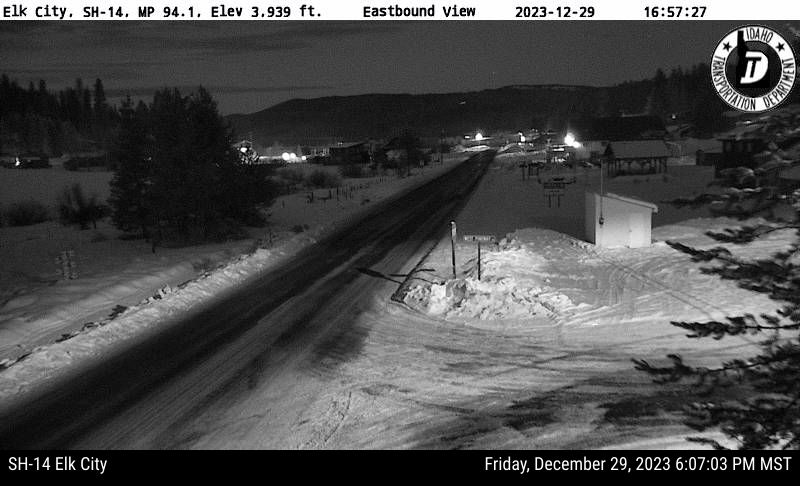 Elk City, SH-14, MP 94.1, Elev 3,939 ft. Eastbound View 2023-12-29 16:57:27
IDAHO
TRANSPORTATION DEPARTMENT
SH-14 Elk City Friday, December 29, 2023 6:07:03 PM MST